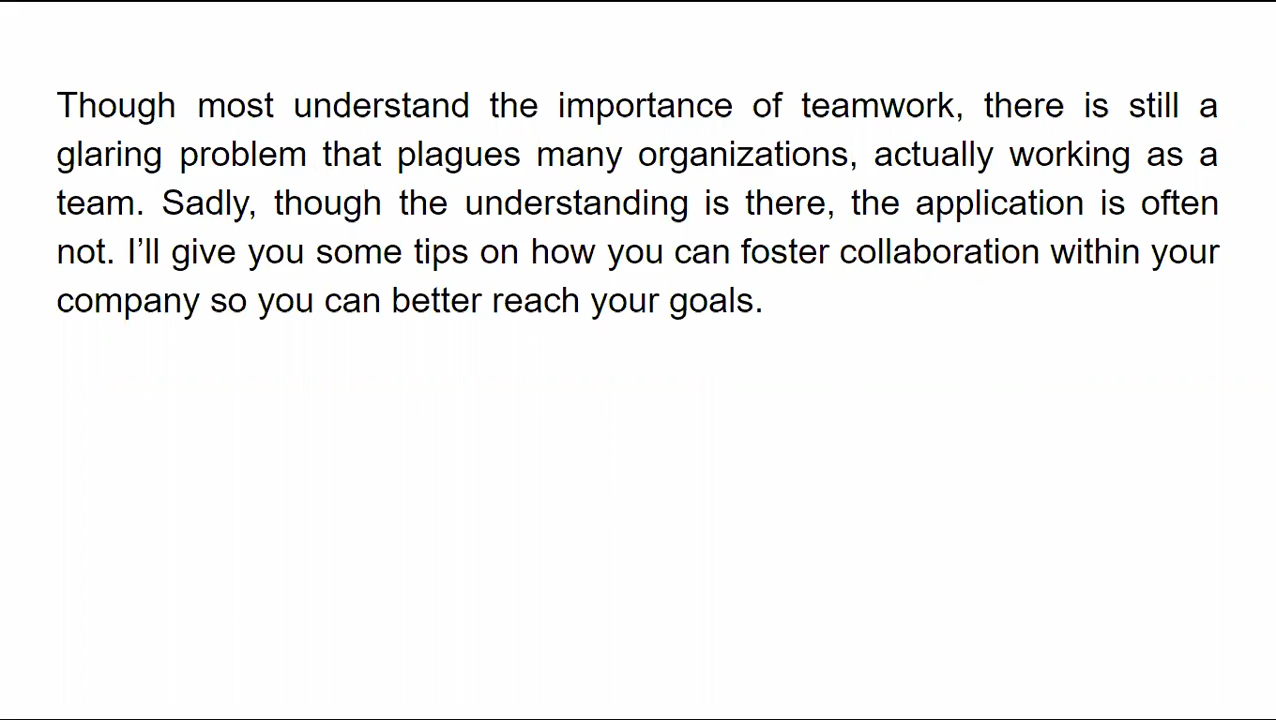 Though most understand the importance of teamwork, there is still a
glaring problem that plagues many organizations, actually working as a
team. Sadly, though the understanding is there, the application is often
not. I’ll give you some tips on how you can foster collaboration within your
company so you can better reach your goals.